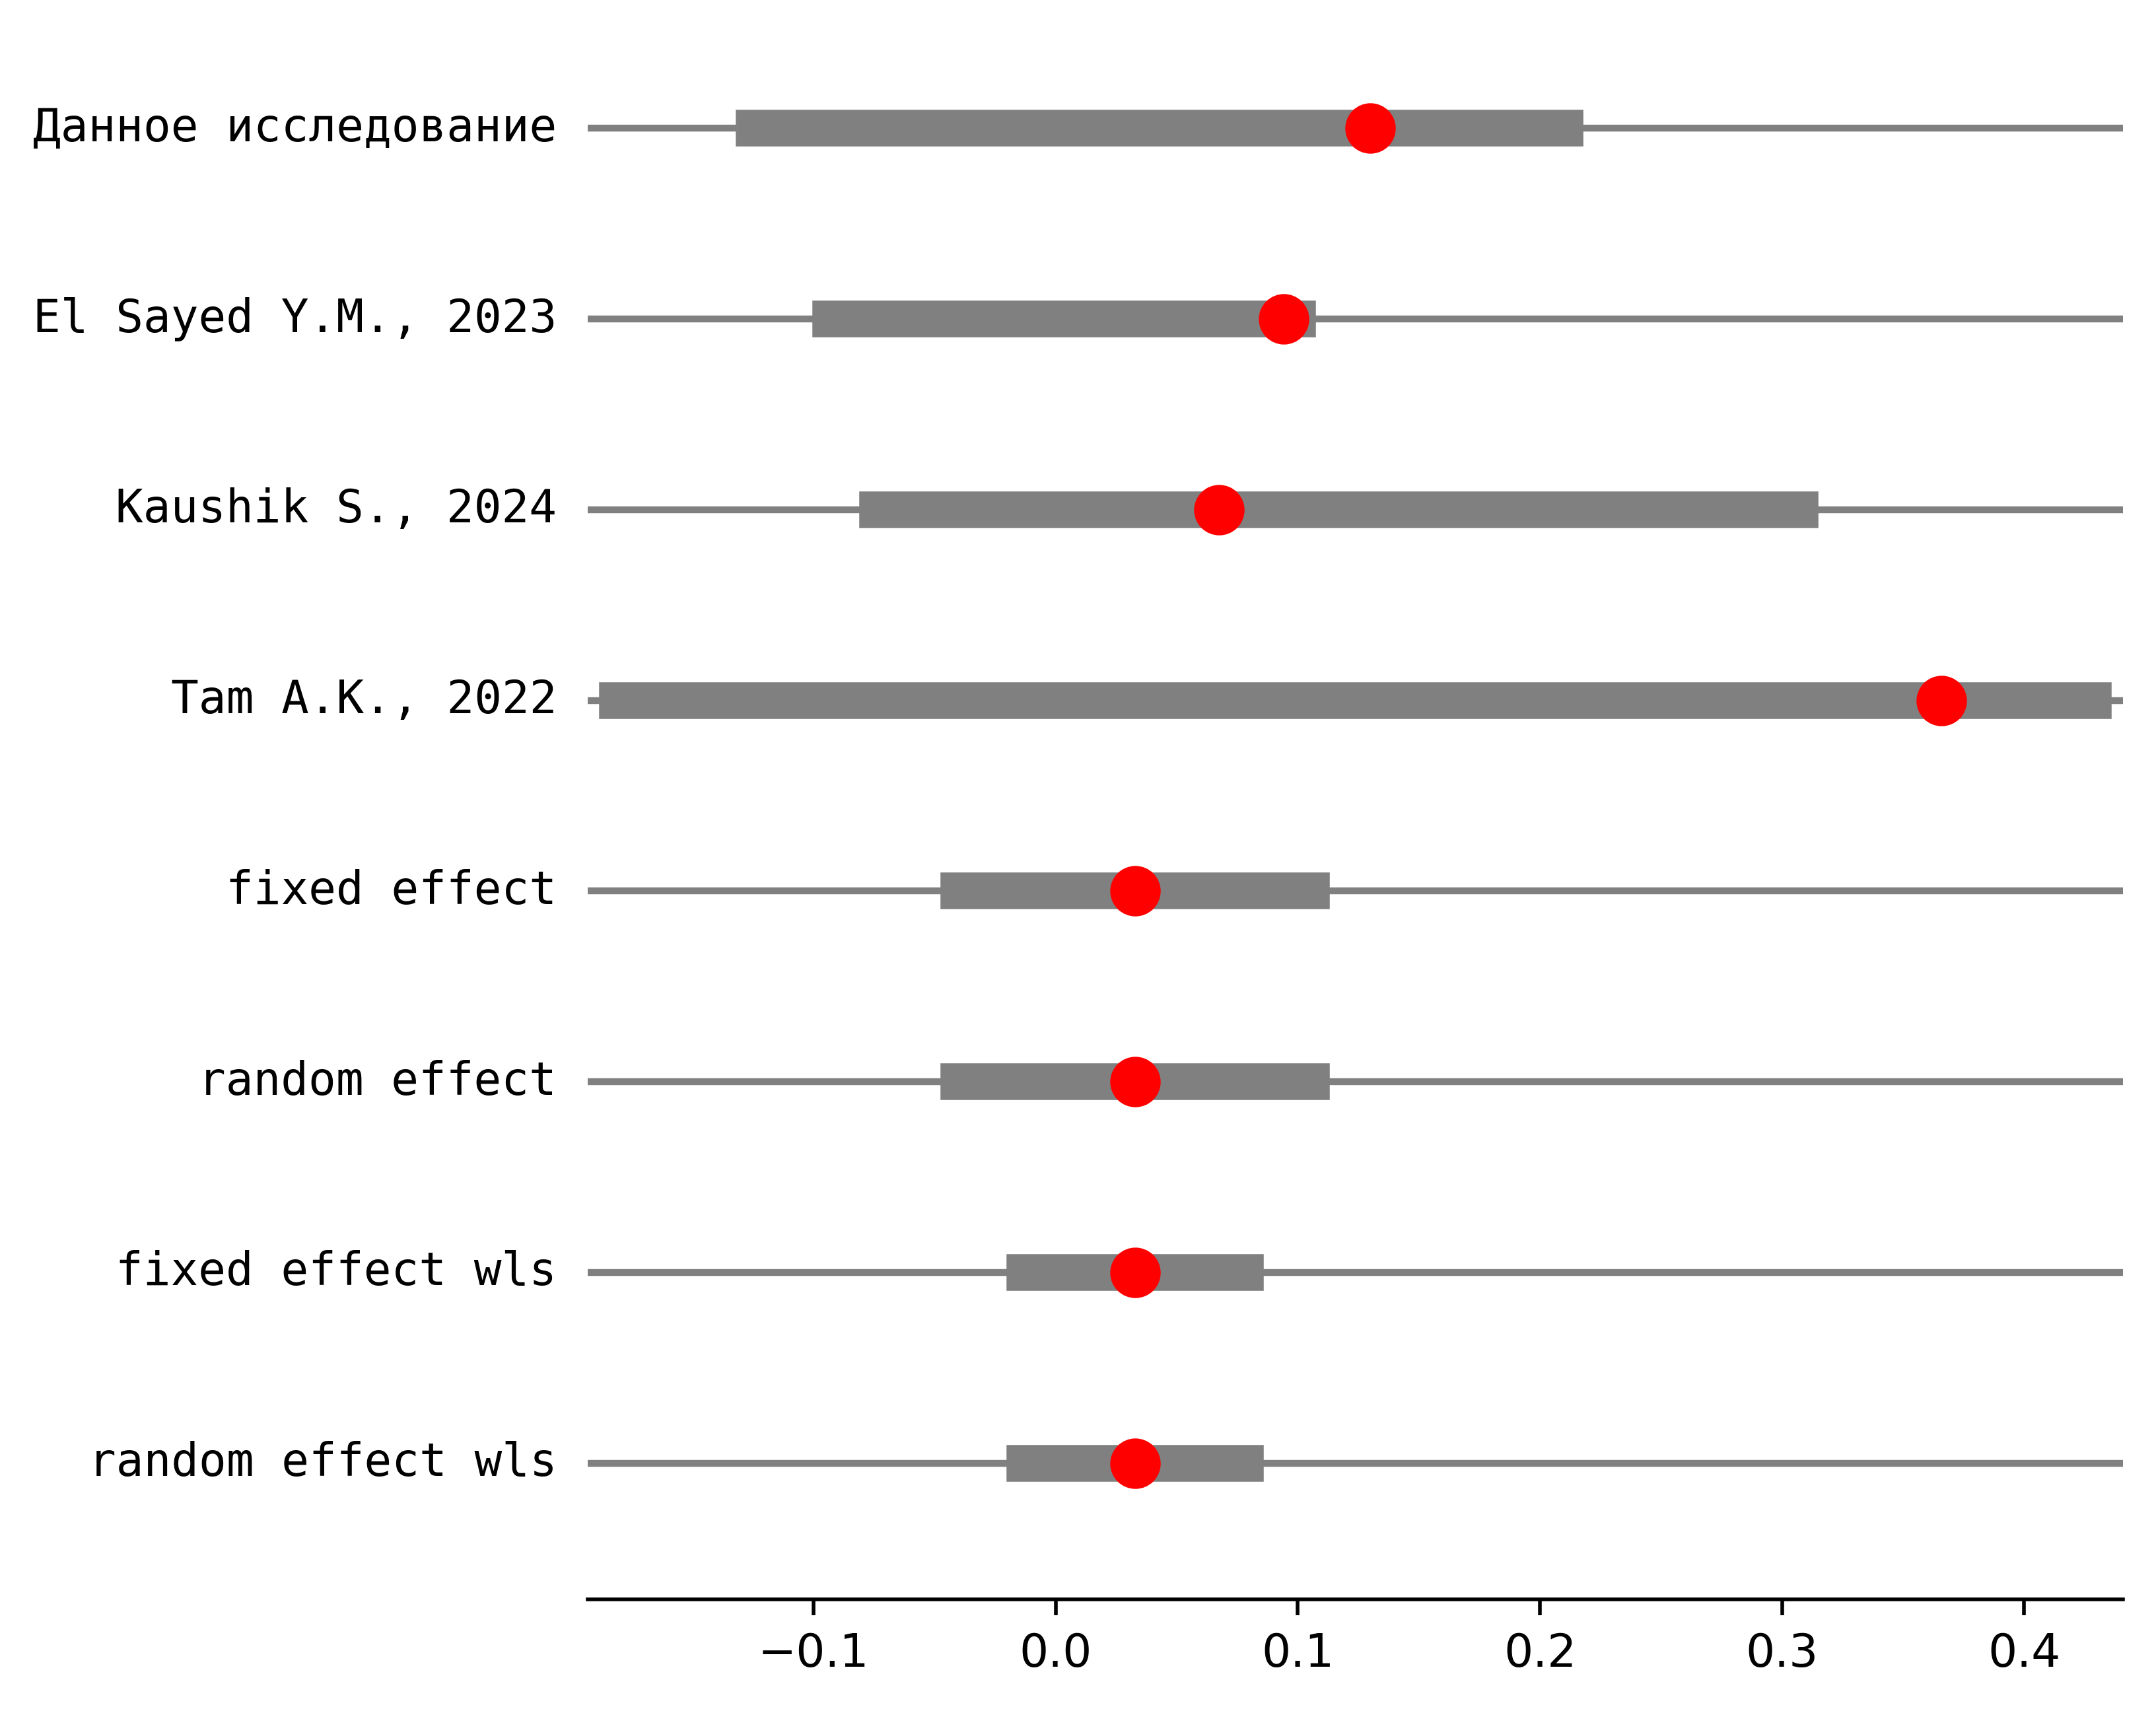 Данное исследование
El Sayed Y.M., 2023
Kaushik S., 2024
Tam A.K., 2022
fixed effect
random effect
fixed effect wls
random effect wls
−0.1 0.0 0.1 0.2 0.3 0.4